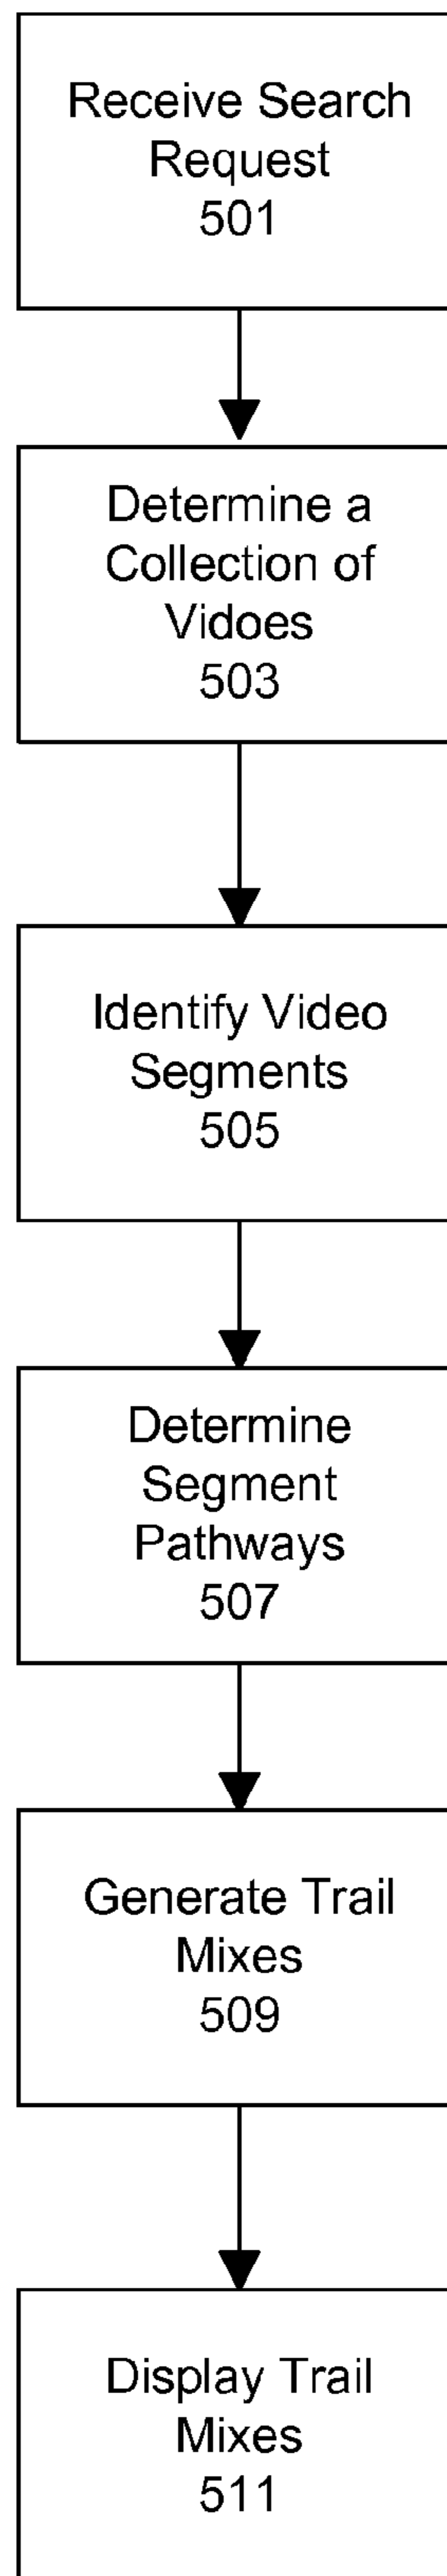 Receive Search
Request
501
Determine a
Collection of
Vidoes
503
Identify Video
Segments
505
Determine
Segment
Pathways
507
Generate Trail
Mixes
509
Display Trail
Mixes
511